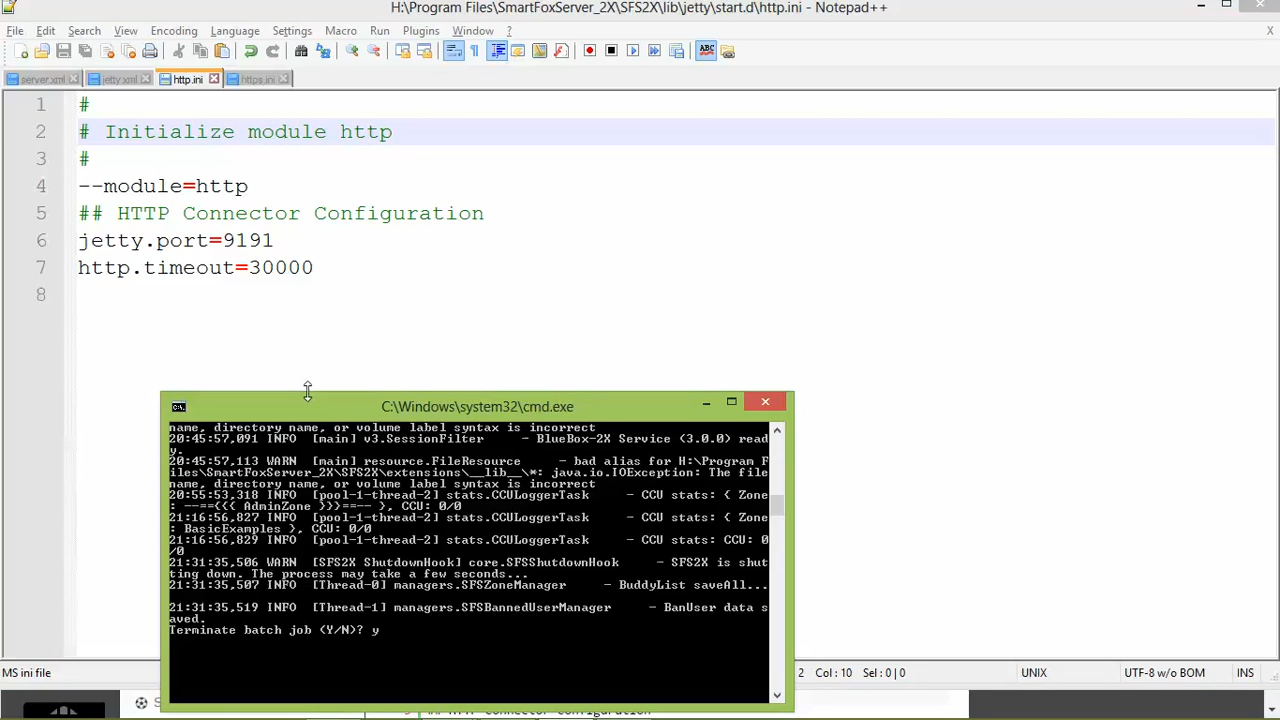 H:\Program Files\SmartFoxServer_2X\SFS2X\lib\jetty\start.d\http.ini - Notepad++
File Edit Search View Encoding Language Settings Macro Run Plugins Window ? X
ABC
server.xml jetty.xml http.ini https.ini
1 #
2 # Initialize module http
3 #
4 --module=http
5 ## HTTP Connector Configuration
6 jetty.port=9191
7 http.timeout=30000
8
C:\Windows\system32\cmd.exe
name, directory name, or volume label syntax is incorrect
20:45:57,091 INFO [main] v3.SessionFilter - BlueBox-2X Service (3.0.0) read
y.
20:45:57,113 WARN [main] resource.FileResource - bad alias for H:\Program F
iles\SmartFoxServer_2X\SFS2X\extensions\__lib__\*: java.io.IOException: The file
name, directory name, or volume label syntax is incorrect
20:55:53,318 INFO [pool-1-thread-2] stats.CCULoggerTask - CCU stats: { Zone
: --=={{{ AdminZone }}}==-- }, CCU: 0/0
21:16:56,827 INFO [pool-1-thread-2] stats.CCULoggerTask - CCU stats: { Zone
: BasicExamples }, CCU: 0/0
21:16:56,829 INFO [pool-1-thread-2] stats.CCULoggerTask - CCU stats: CCU: 0
/0
21:31:35,506 WARN [SFS2X ShutdownHook] core.SFSShutdownHook - SFS2X is shut
ting down. The process may take a few seconds...
21:31:35,507 INFO [Thread-0] managers.SFSZoneManager - BuddyList saveAll...
21:31:35,519 INFO [Thread-1] managers.SFSBannedUserManager - BanUser data s
aved.
Terminate batch job (Y/N)? y
MS ini file 2 Col : 10 Sel : 0 | 0 UNIX UTF-8 w/o BOM INS